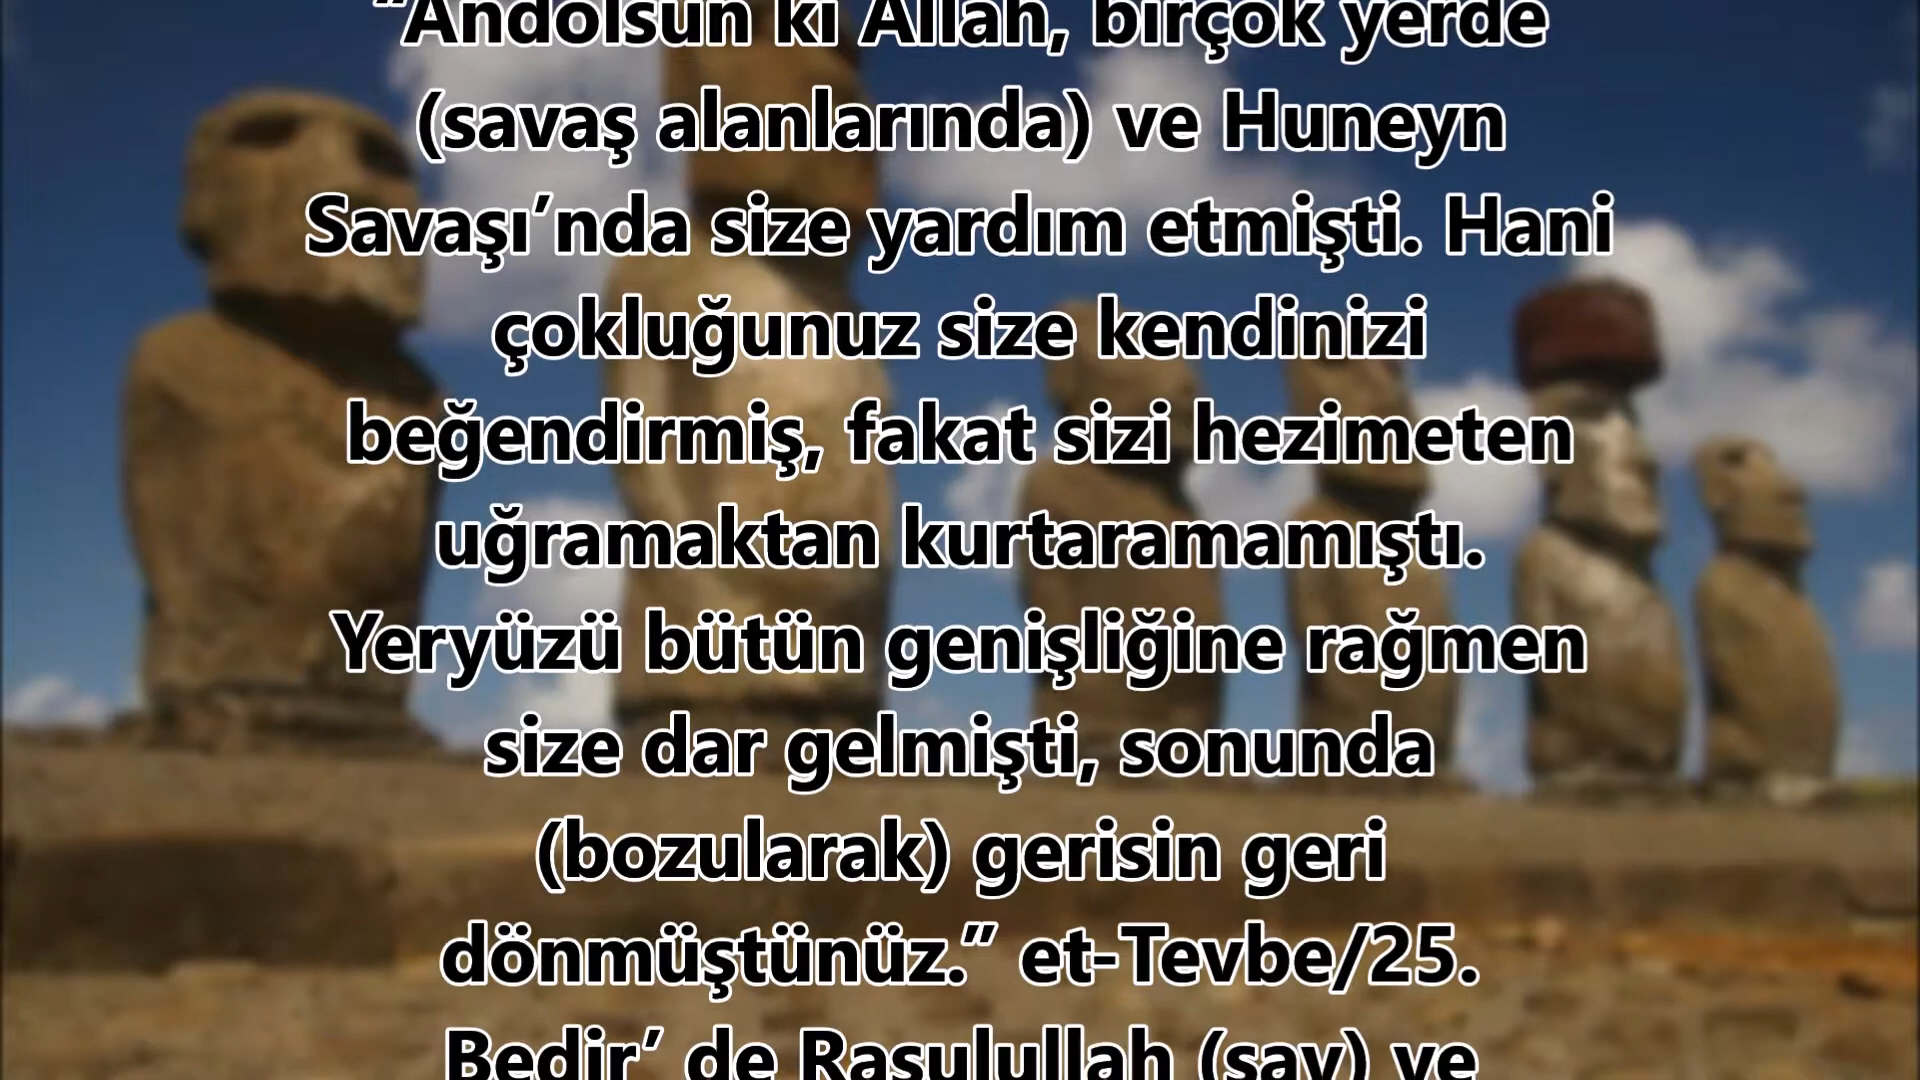 “Andolsun ki Allah, birçok yerde
(savaş alanlarında) ve Huneyn
Savaşı’nda size yardım etmişti. Hani
çokluğunuz size kendinizi
beğendirmiş, fakat sizi hezimeten
uğramaktan kurtaramamıştı.
Yeryüzü bütün genişliğine rağmen
size dar gelmişti, sonunda
(bozularak) gerisin geri
dönmüştünüz.” et-Tevbe/25.
Bedir’ de Rasulullah (sav) ve